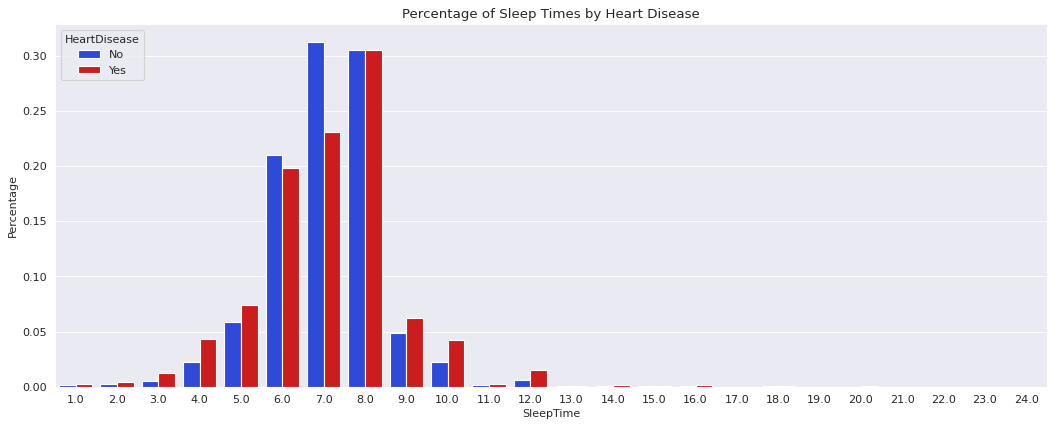 Percentage of Sleep Times by Heart Disease
HeartDisease
No
Yes
0.30
0.25
0.20
0.15
0.10
0.05
0.00
Percentage
1.0 2.0 3.0 4.0 5.0 6.0 7.0 8.0 9.0 10.0 11.0 12.0 13.0 14.0 15.0 16.0 17.0 18.0 19.0 20.0 21.0 22.0 23.0 24.0
SleepTime